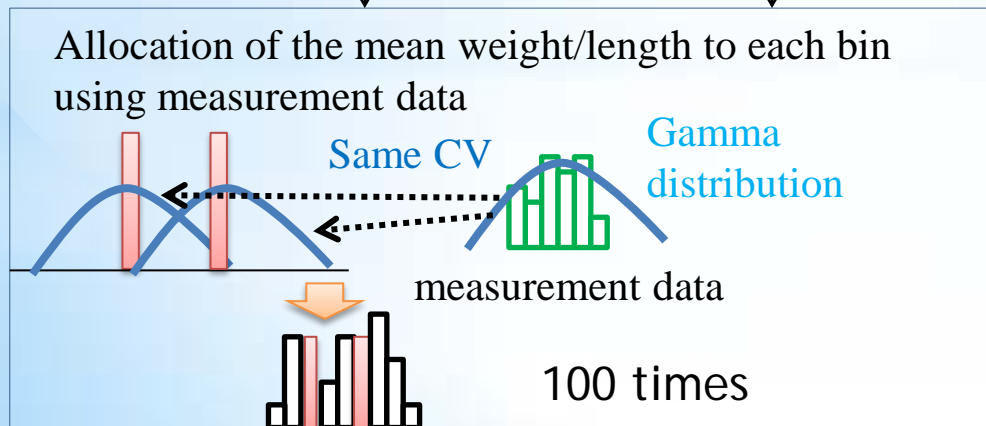 Allocation of the mean weight/length to each bin
using measurement data
Same CV
Gamma
distribution
measurement data
100 times